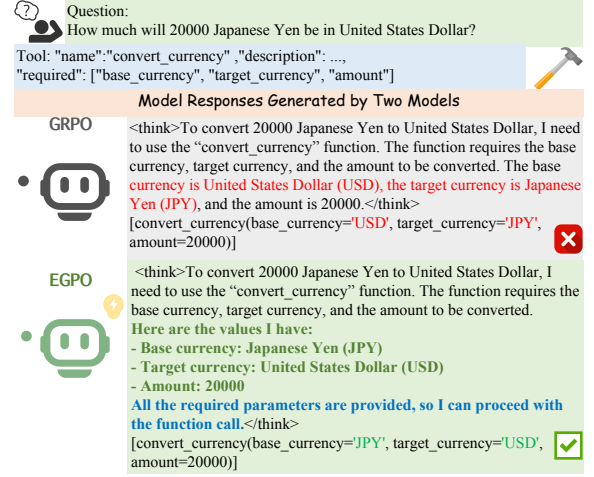 Question:
How much will 20000 Japanese Yen be in United States Dollar?
Tool: "name":"convert_currency" ,"description": ...,
"required": ["base_currency", "target_currency", "amount"]
Model Responses Generated by Two Models
GRPO
<think>To convert 20000 Japanese Yen to United States Dollar, I need
to use the “convert_currency” function. The function requires the base
currency, target currency, and the amount to be converted. The base
currency is United States Dollar (USD), the target currency is Japanese
Yen (JPY), and the amount is 20000.</think>
[convert_currency(base_currency='USD', target_currency='JPY',
amount=20000)]
EGPO
<think>To convert 20000 Japanese Yen to United States Dollar, I
need to use the “convert_currency” function. The function requires the
base currency, target currency, and the amount to be converted.
Here are the values I have:
- Base currency: Japanese Yen (JPY)
- Target currency: United States Dollar (USD)
- Amount: 20000
All the required parameters are provided, so I can proceed with
the function call.</think>
[convert_currency(base_currency='JPY', target_currency='USD',
amount=20000)]